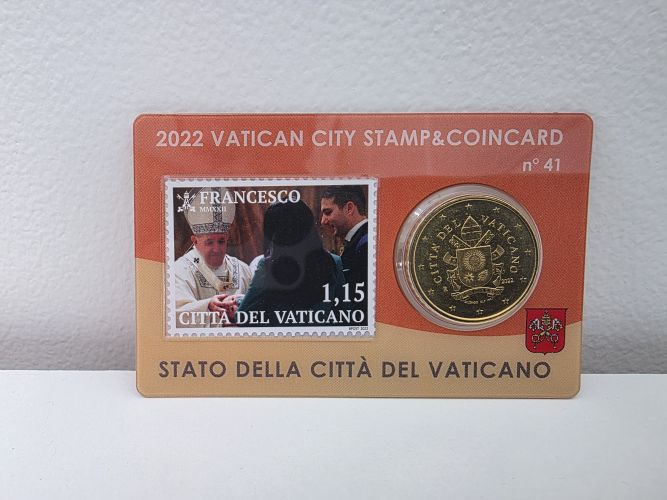 2022 VATICAN CITY STAMP&COINCARD
n° 41
FRANCESCO
MMXXII
1,15
CITTÀ DEL VATICANO
CITTÀ DEL VATICANO
2022
STATO DELLA CITTÀ DEL VATICANO